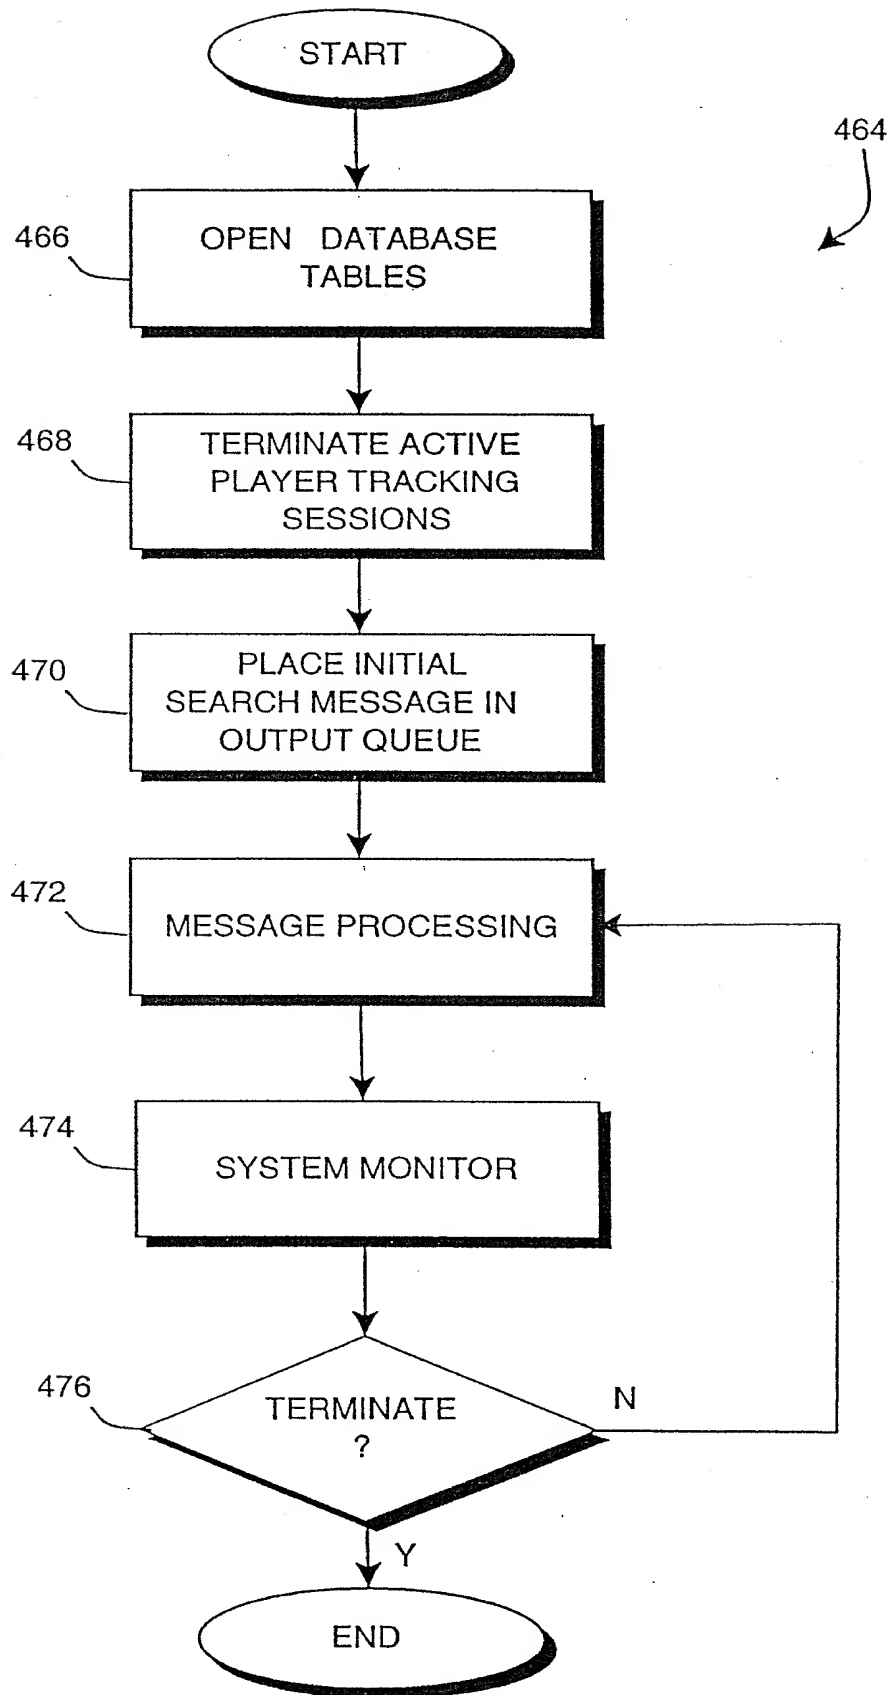 START
464
466
OPEN DATABASE
TABLES
468
TERMINATE ACTIVE
PLAYER TRACKING
SESSIONS
470
PLACE INITIAL
SEARCH MESSAGE IN
OUTPUT QUEUE
472
MESSAGE PROCESSING
474
SYSTEM MONITOR
476
TERMINATE
?
N
Y
END